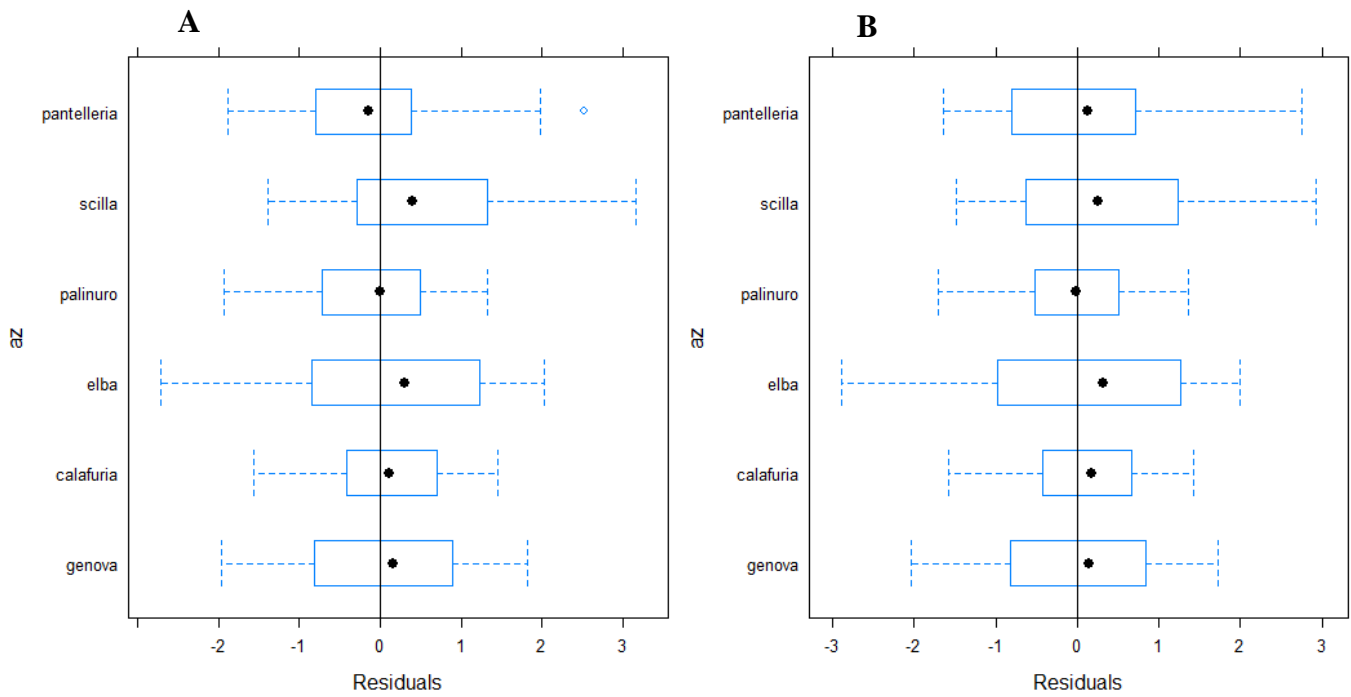 A
pantelleria
scilla
palinuro
elba
calafuria
genova
az
-2 -1 0 1 2 3
Residuals
B
pantelleria
scilla
palinuro
elba
calafuria
genova
az
-3 -2 -1 0 1 2 3
Residuals